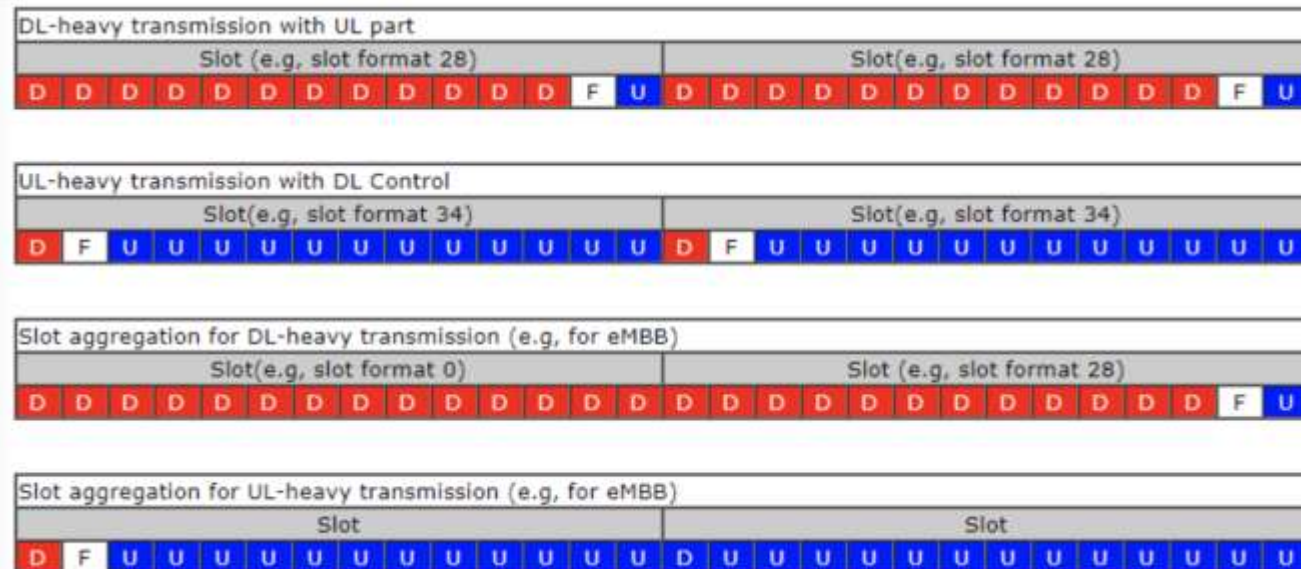 DL-heavy transmission with UL part
Slot (e.g, slot format 28) Slot(e.g, slot format 28)
D D D D D D D D D D D D F U D D D D D D D D D D D D F U
UL-heavy transmission with DL Control
Slot(e.g, slot format 34) Slot(e.g, slot format 34)
D F U U U U U U U U U U U U D F U U U U U U U U U U U U
Slot aggregation for DL-heavy transmission (e.g, for eMBB)
Slot(e.g, slot format 0) Slot (e.g, slot format 28)
D D D D D D D D D D D D D D D D D D D D D D D D D D F U
Slot aggregation for UL-heavy transmission (e.g, for eMBB)
Slot Slot
D F U U U U U U U U U U U U D U U U U U U U U U U U U U